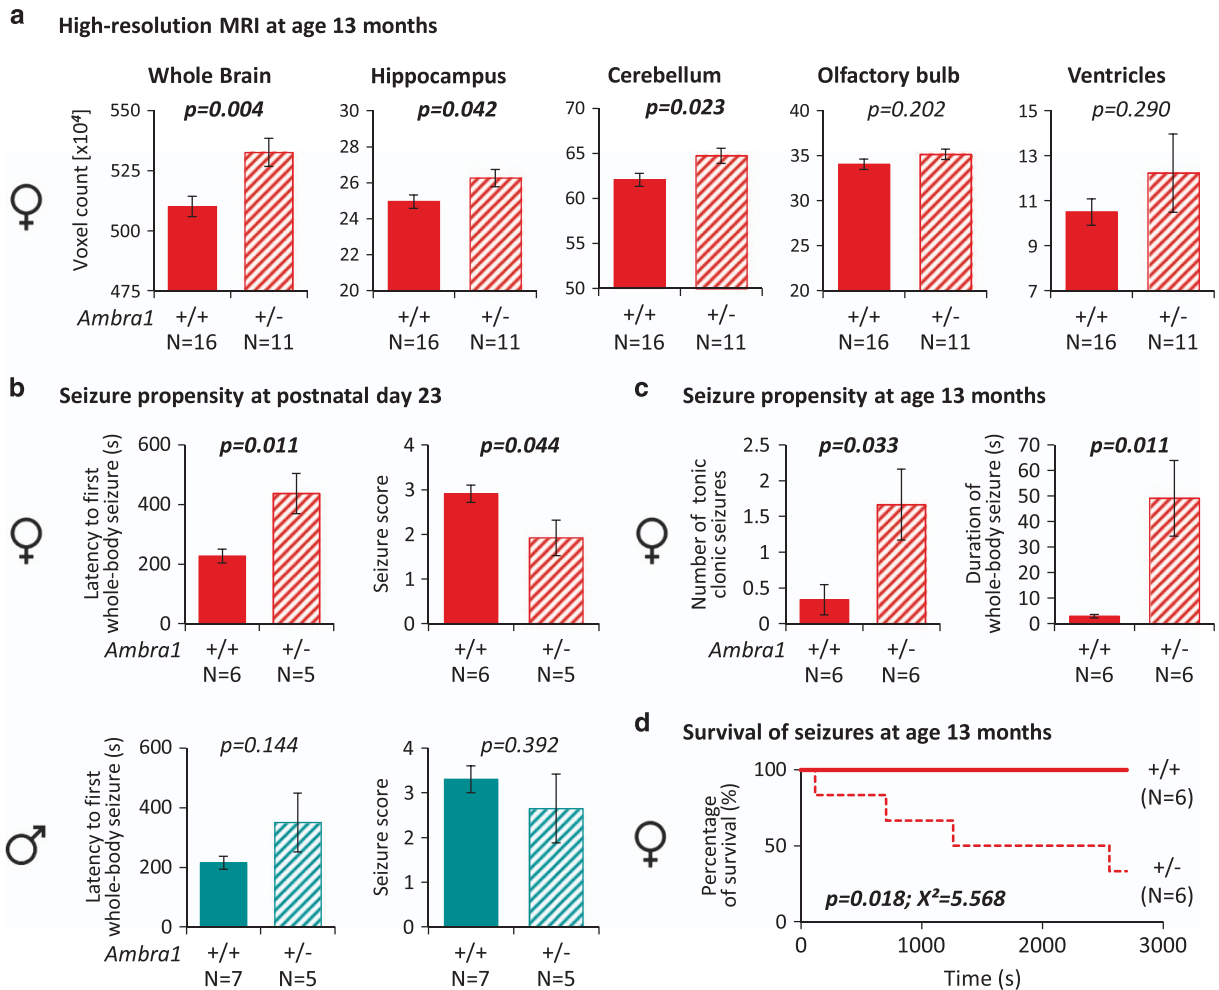 a High-resolution MRI at age 13 months
Whole Brain
Voxel count [x10⁴]
550
525
500
475
p=0.004
Ambra1
+/+ +/-
N=16 N=11
Hippocampus
30
28
26
24
22
20
p=0.042
+/+ +/-
N=16 N=11
Cerebellum
70
65
60
55
50
p=0.023
+/+ +/-
N=16 N=11
Olfactory bulb
40
35
30
25
20
p=0.202
+/+ +/-
N=16 N=11
Ventricles
15
13
11
9
7
p=0.290
+/+ +/-
N=16 N=11
b Seizure propensity at postnatal day 23
♀
Latency to first
whole-body seizure (s)
600
400
200
0
p=0.011
Ambra1
+/+ +/-
N=6 N=5
Seizure score
4
3
2
1
0
p=0.044
+/+ +/-
N=6 N=5
♂
Latency to first
whole-body seizure (s)
600
400
200
0
p=0.144
Ambra1
+/+ +/-
N=7 N=5
Seizure score
4
3
2
1
0
p=0.392
+/+ +/-
N=7 N=5
c Seizure propensity at age 13 months
♀
Number of tonic
clonic seizures
2.5
2
1.5
1
0.5
0
p=0.033
Ambra1
+/+ +/-
N=6 N=6
Duration of
whole-body seizure (s)
70
60
50
40
30
20
10
0
p=0.011
+/+ +/-
N=6 N=6
d Survival of seizures at age 13 months
♀
Percentage
of survival (%)
100
50
0
+/+
(N=6)
+/-
(N=6)
p=0.018; X²=5.568
0 1000 2000 3000
Time (s)